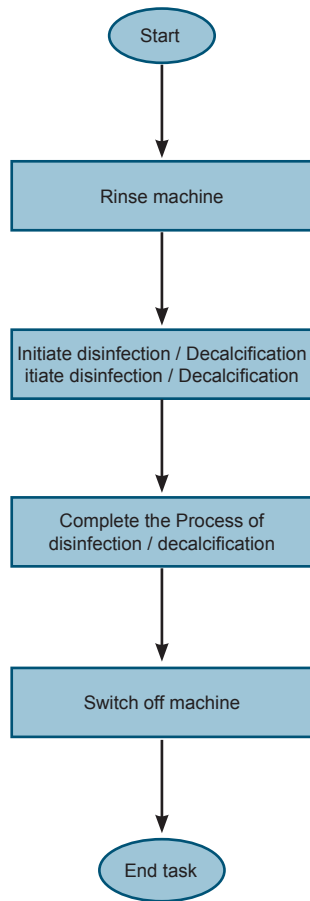 Start
Rinse machine
Initiate disinfection / Decalcification
itiate disinfection / Decalcification
Complete the Process of
disinfection / decalcification
Switch off machine
End task